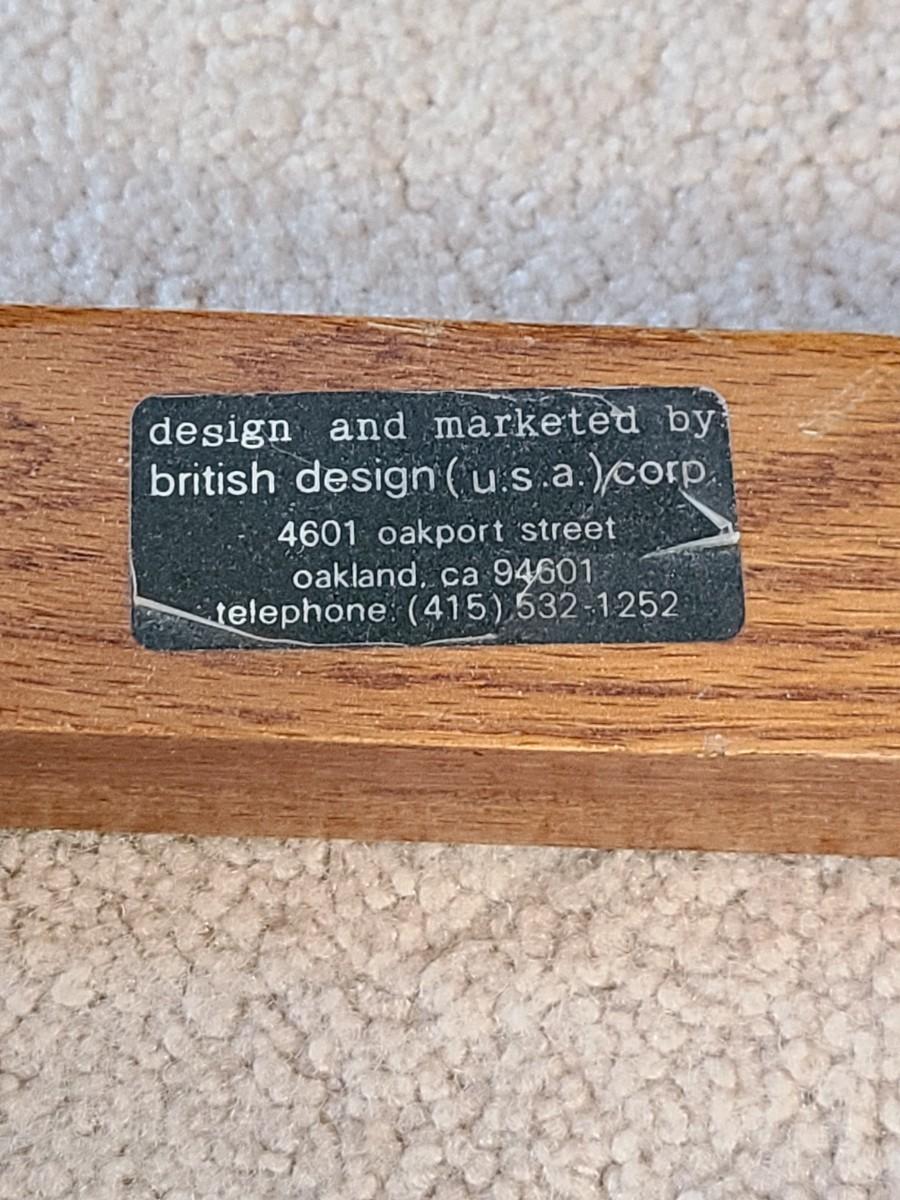 design and marketed by
british design (u.s.a.) corp.
4601 oakport street
oakland, ca 94601
telephone: (415) 532-1252